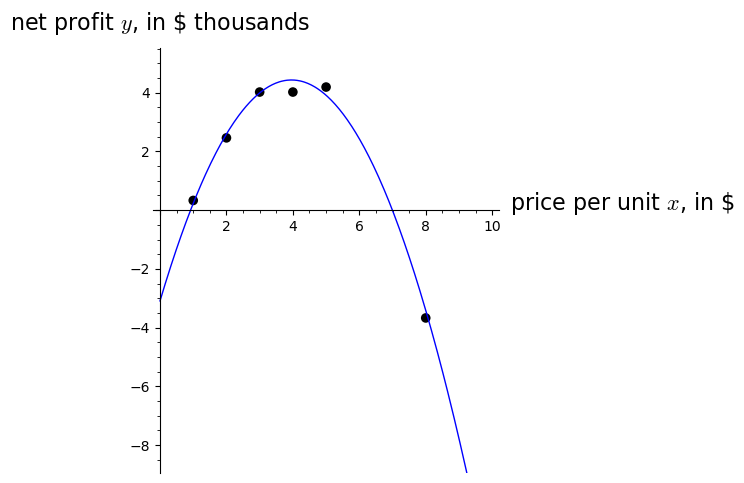 net profit y, in $ thousands
4
2
price per unit x, in $
2 4 6 8 10
−2
−4
−6
−8